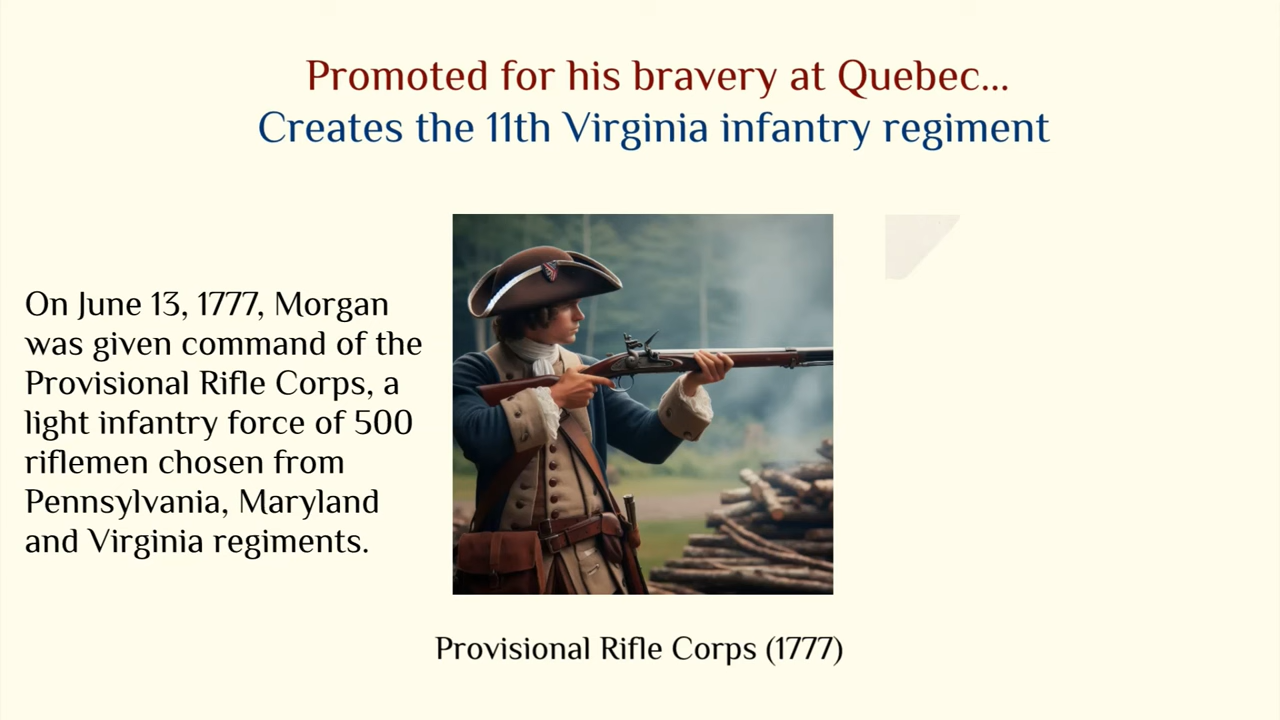 Promoted for his bravery at Quebec...
Creates the 11th Virginia infantry regiment
On June 13, 1777, Morgan
was given command of the
Provisional Rifle Corps, a
light infantry force of 500
riflemen chosen from
Pennsylvania, Maryland
and Virginia regiments.
Provisional Rifle Corps (1777)